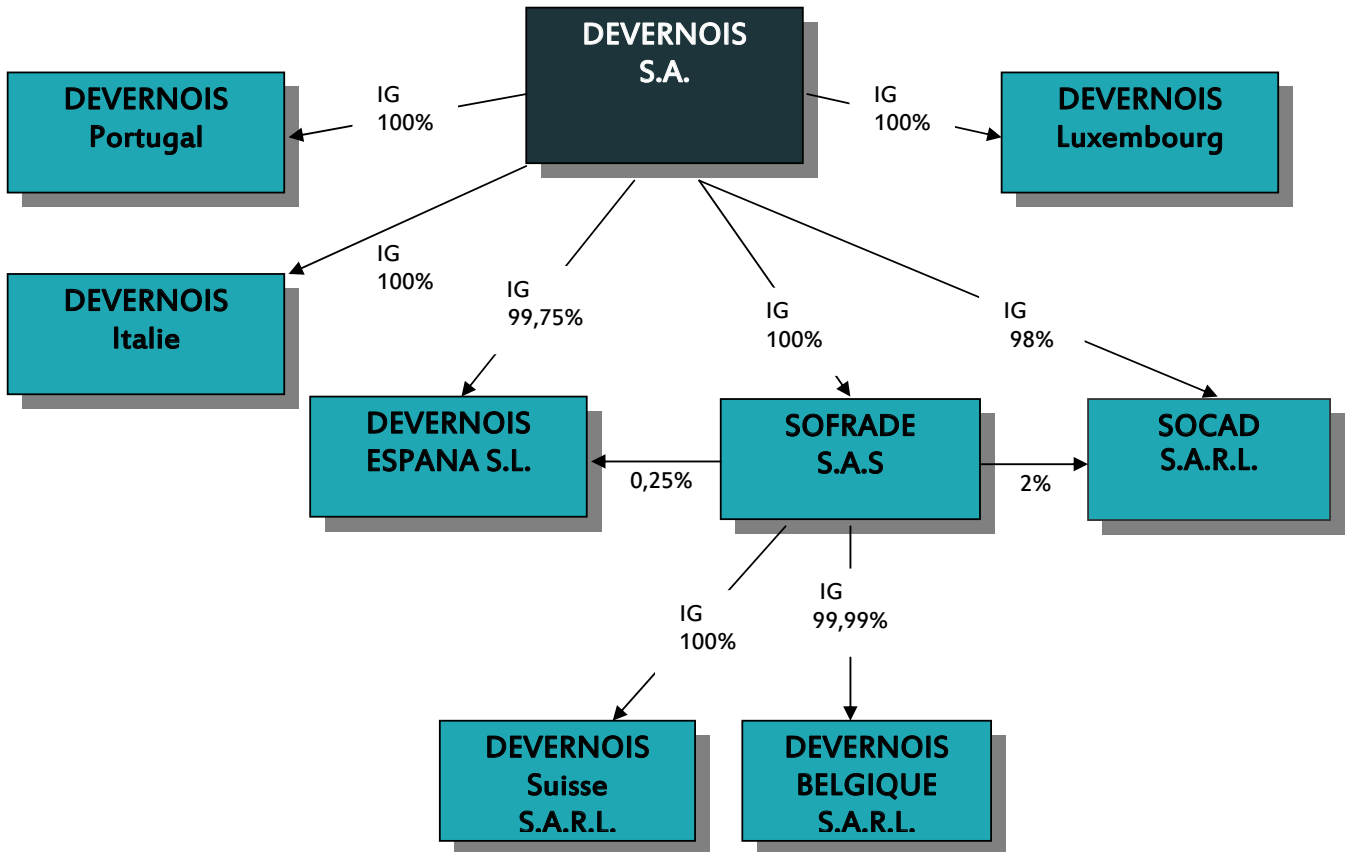 DEVERNOIS
S.A.
DEVERNOIS
Portugal
IG
100%
IG
100%
DEVERNOIS
Luxembourg
IG
100%
DEVERNOIS
Italie
IG
99,75%
IG
100%
IG
98%
DEVERNOIS
ESPANA S.L.
0,25%
SOFRADE
S.A.S
2%
SOCAD
S.A.R.L.
IG
100%
IG
99,99%
DEVERNOIS
Suisse
S.A.R.L.
DEVERNOIS
BELGIQUE
S.A.R.L.